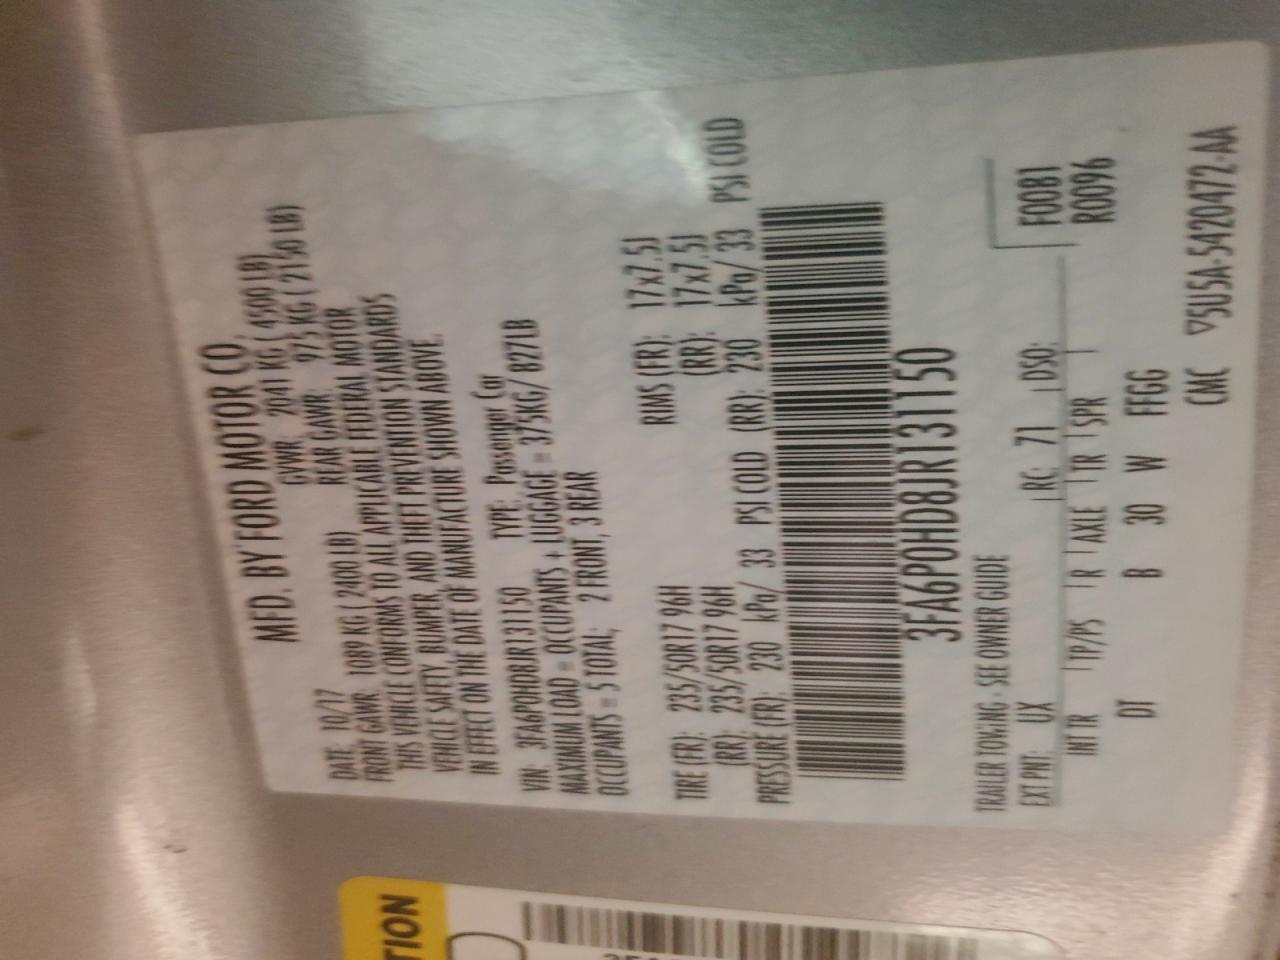 MFD. BY FORD MOTOR CO.
DATE: 10/17 GVWR: 2041 KG ( 4500 LB)
FRONT GAWR: 1089 KG ( 2400 LB) REAR GAWR: 975 KG ( 2150 LB)
THIS VEHICLE CONFORMS TO ALL APPLICABLE FEDERAL MOTOR
VEHICLE SAFETY, BUMPER, AND THEFT PREVENTION STANDARDS
IN EFFECT ON THE DATE OF MANUFACTURE SHOWN ABOVE.
VIN: 3FA6P0HD8JR131150 TYPE: Passenger Car
MAXIMUM LOAD = OCCUPANTS + LUGGAGE = 375KG/ 827LB
OCCUPANTS = 5 TOTAL, 2 FRONT, 3 REAR
TIRE (FR): 235/50R17 96H RIMS (FR): 17x7.5J
(RR): 235/50R17 96H (RR): 17x7.5J
PRESSURE (FR): 230 kPa/ 33 PSI COLD (RR): 230 kPa/ 33 PSI COLD
3FA6P0HD8JR131150
TRAILER TOWING - SEE OWNER GUIDE
EXT PNT: UX RC: 71 DSO: F0081
INT TR TP/PS R AXLE TR SPR R0096
DT B 30 W FFGG
CMC ▽5U5A-5420472-AA
TION